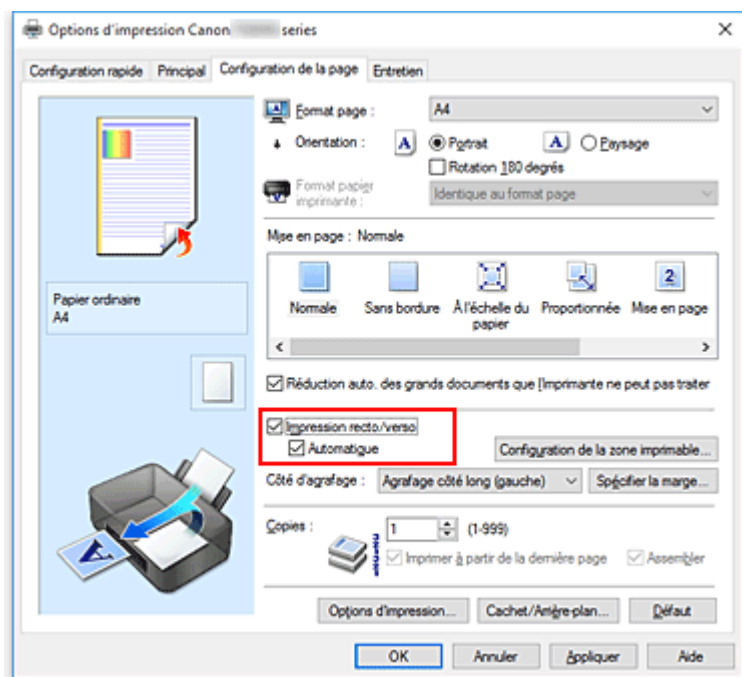 Options d'impression Canon series
Configuration rapide Principal Configuration de la page Entretien
Format page : A4
Orientation : A Portrait A Paysage
Rotation 180 degrés
Format papier
imprimante : Identique au format page
Mise en page : Normale
Normale Sans bordure À l'échelle du
papier Proportionnée Mise en page
Papier ordinaire
A4
Réduction auto. des grands documents que l'imprimante ne peut pas traiter
Impression recto/verso
Automatique
Configuration de la zone imprimable...
Côté d'agrafage : Agrafage côté long (gauche) Spécifier la marge...
Copies : 1 (1-999)
Imprimer à partir de la dernière page Assembler
Options d'impression... Cachet/Arrière-plan... Défaut
OK Annuler Appliquer Aide